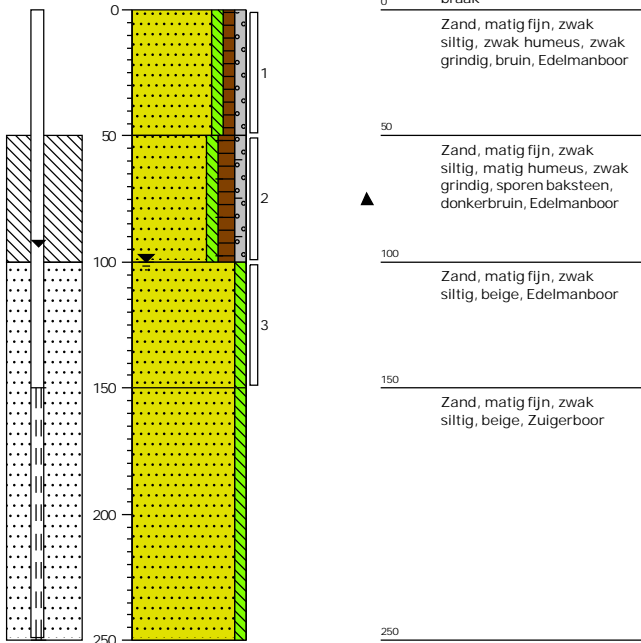 braak
0
0
Zand, matig fijn, zwak
siltig, zwak humeus, zwak
grindig, bruin, Edelmanboor
1
50
50
Zand, matig fijn, zwak
siltig, matig humeus, zwak
grindig, sporen baksteen,
donkerbruin, Edelmanboor
2
100
100
Zand, matig fijn, zwak
siltig, beige, Edelmanboor
3
150
150
Zand, matig fijn, zwak
siltig, beige, Zuigerboor
200
250
250